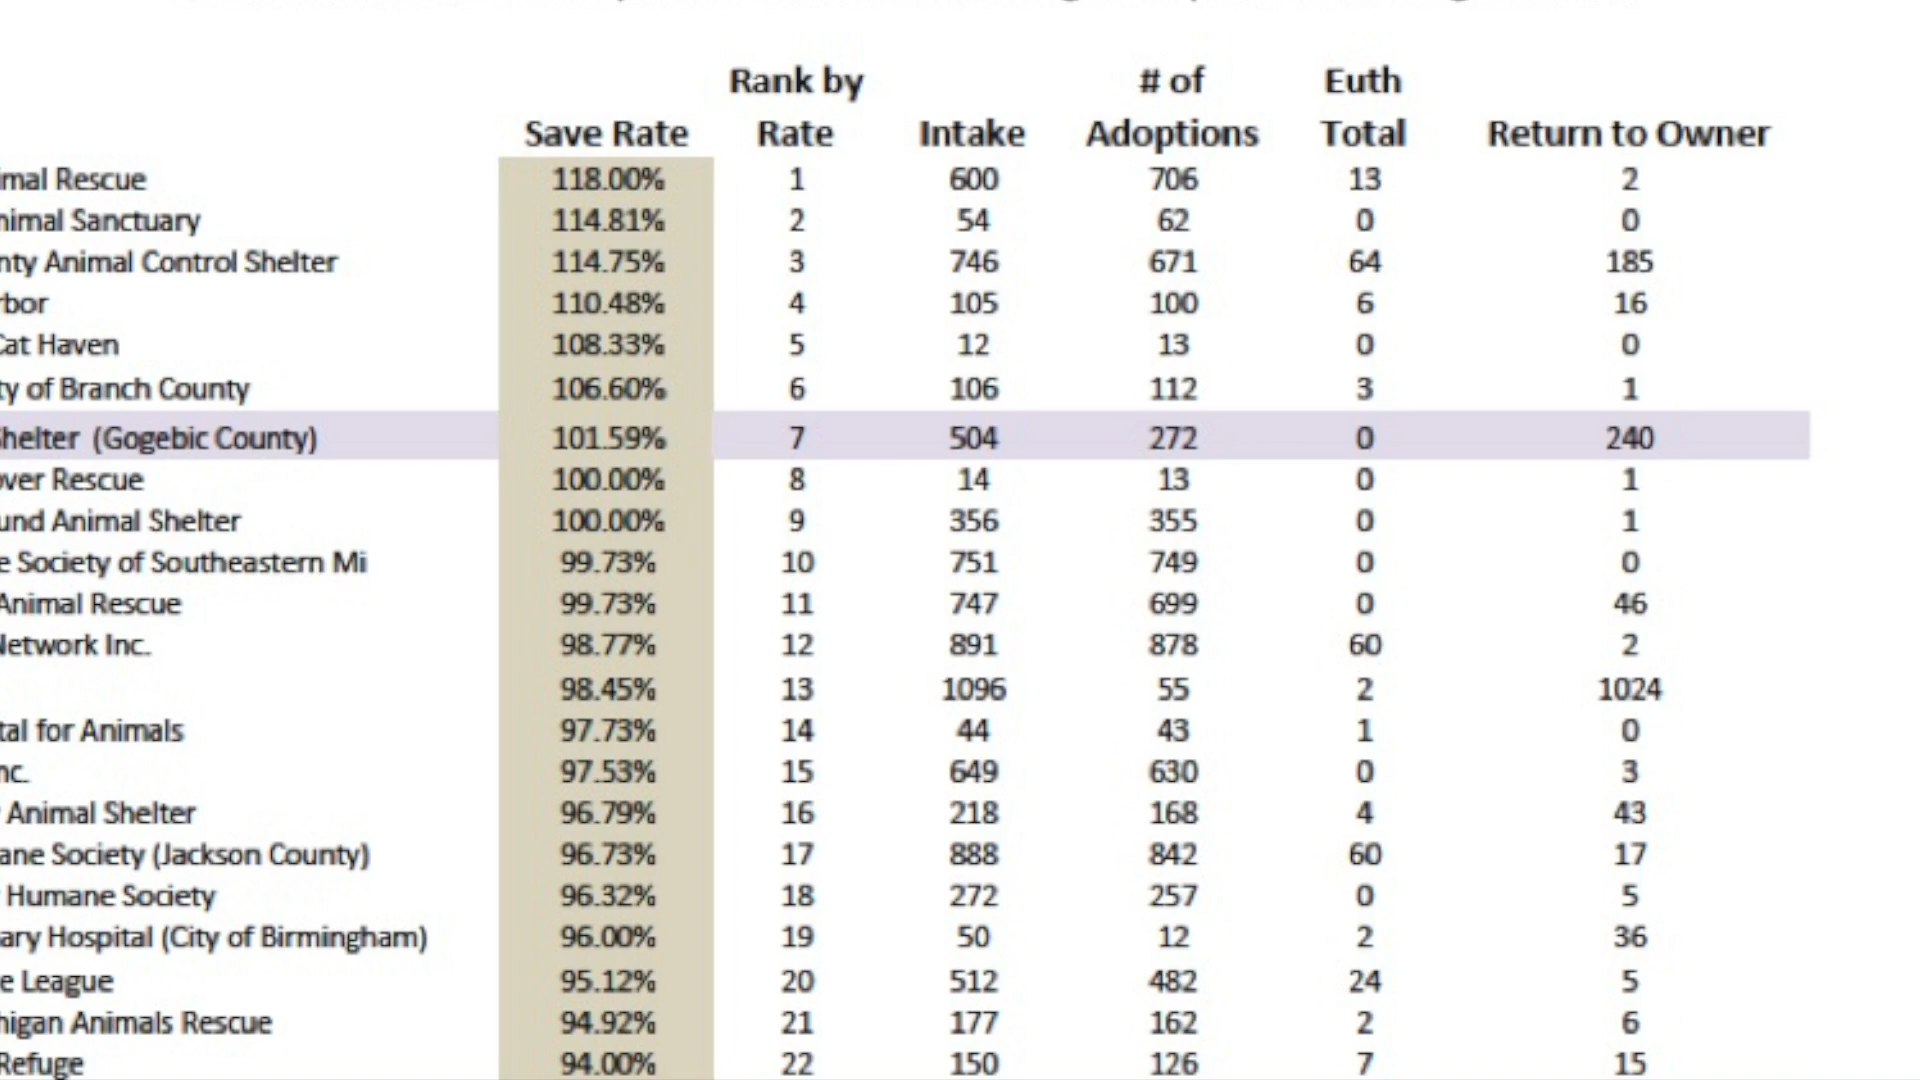 Rank by # of Euth
Save Rate Rate Intake Adoptions Total Return to Owner
imal Rescue 118.00% 1 600 706 13 2
nimal Sanctuary 114.81% 2 54 62 0 0
nty Animal Control Shelter 114.75% 3 746 671 64 185
rbor 110.48% 4 105 100 6 16
Cat Haven 108.33% 5 12 13 0 0
ty of Branch County 106.60% 6 106 112 3 1
Shelter (Gogebic County) 101.59% 7 504 272 0 240
over Rescue 100.00% 8 14 13 0 1
und Animal Shelter 100.00% 9 356 355 0 1
e Society of Southeastern Mi 99.73% 10 751 749 0 0
Animal Rescue 99.73% 11 747 699 0 46
Network Inc. 98.77% 12 891 878 60 2
98.45% 13 1096 55 2 1024
tal for Animals 97.73% 14 44 43 1 0
nc. 97.53% 15 649 630 0 3
Animal Shelter 96.79% 16 218 168 4 43
ane Society (Jackson County) 96.73% 17 888 842 60 17
Humane Society 96.32% 18 272 257 0 5
ary Hospital (City of Birmingham) 96.00% 19 50 12 2 36
e League 95.12% 20 512 482 24 5
higan Animals Rescue 94.92% 21 177 162 2 6
Refuge 94.00% 22 150 126 7 15